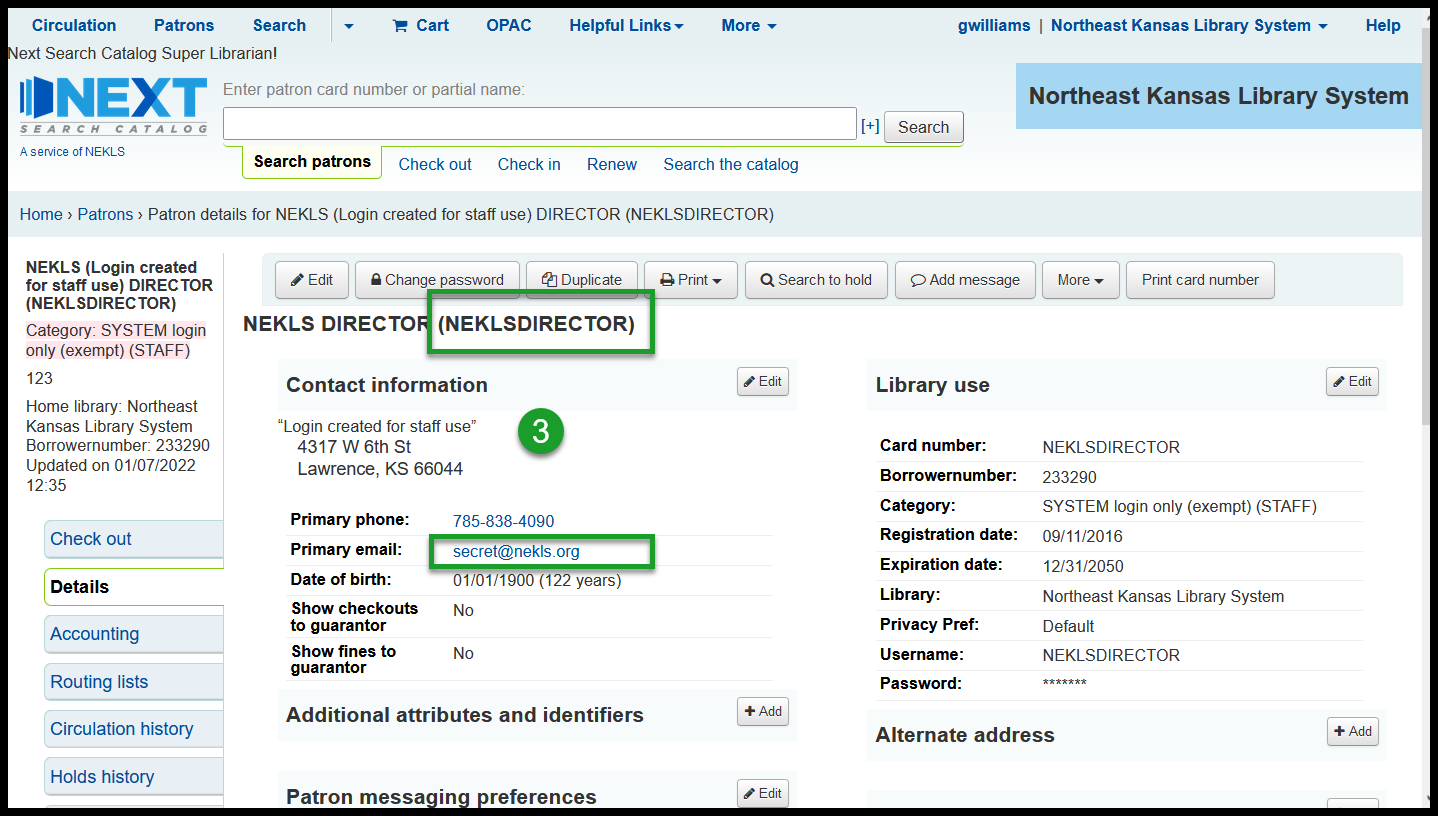 Circulation Patrons Search Cart OPAC Helpful Links More gwilliams | Northeast Kansas Library System Help
Next Search Catalog Super Librarian!
NEXT
SEARCH CATALOG
A service of NEKLS
Enter patron card number or partial name:
[+] Search
Search patrons Check out Check in Renew Search the catalog
Northeast Kansas Library System
Home › Patrons › Patron details for NEKLS (Login created for staff use) DIRECTOR (NEKLSDIRECTOR)
NEKLS (Login created
for staff use) DIRECTOR
(NEKLSDIRECTOR)
Category: SYSTEM login
only (exempt) (STAFF)
123
Home library: Northeast
Kansas Library System
Borrowernumber: 233290
Updated on 01/07/2022
12:35
Check out
Details
Accounting
Routing lists
Circulation history
Holds history
Edit Change password Duplicate Print Search to hold Add message More Print card number
NEKLS DIRECTOR (NEKLSDIRECTOR)
Contact information Edit
“Login created for staff use”
4317 W 6th St
Lawrence, KS 66044
3
Primary phone: 785-838-4090
Primary email: secret@nekls.org
Date of birth: 01/01/1900 (122 years)
Show checkouts
to guarantor No
Show fines to
guarantor No
Additional attributes and identifiers Add
Patron messaging preferences Edit
Library use Edit
Card number: NEKLSDIRECTOR
Borrowernumber: 233290
Category: SYSTEM login only (exempt) (STAFF)
Registration date: 09/11/2016
Expiration date: 12/31/2050
Library: Northeast Kansas Library System
Privacy Pref: Default
Username: NEKLSDIRECTOR
Password: *******
Alternate address Add